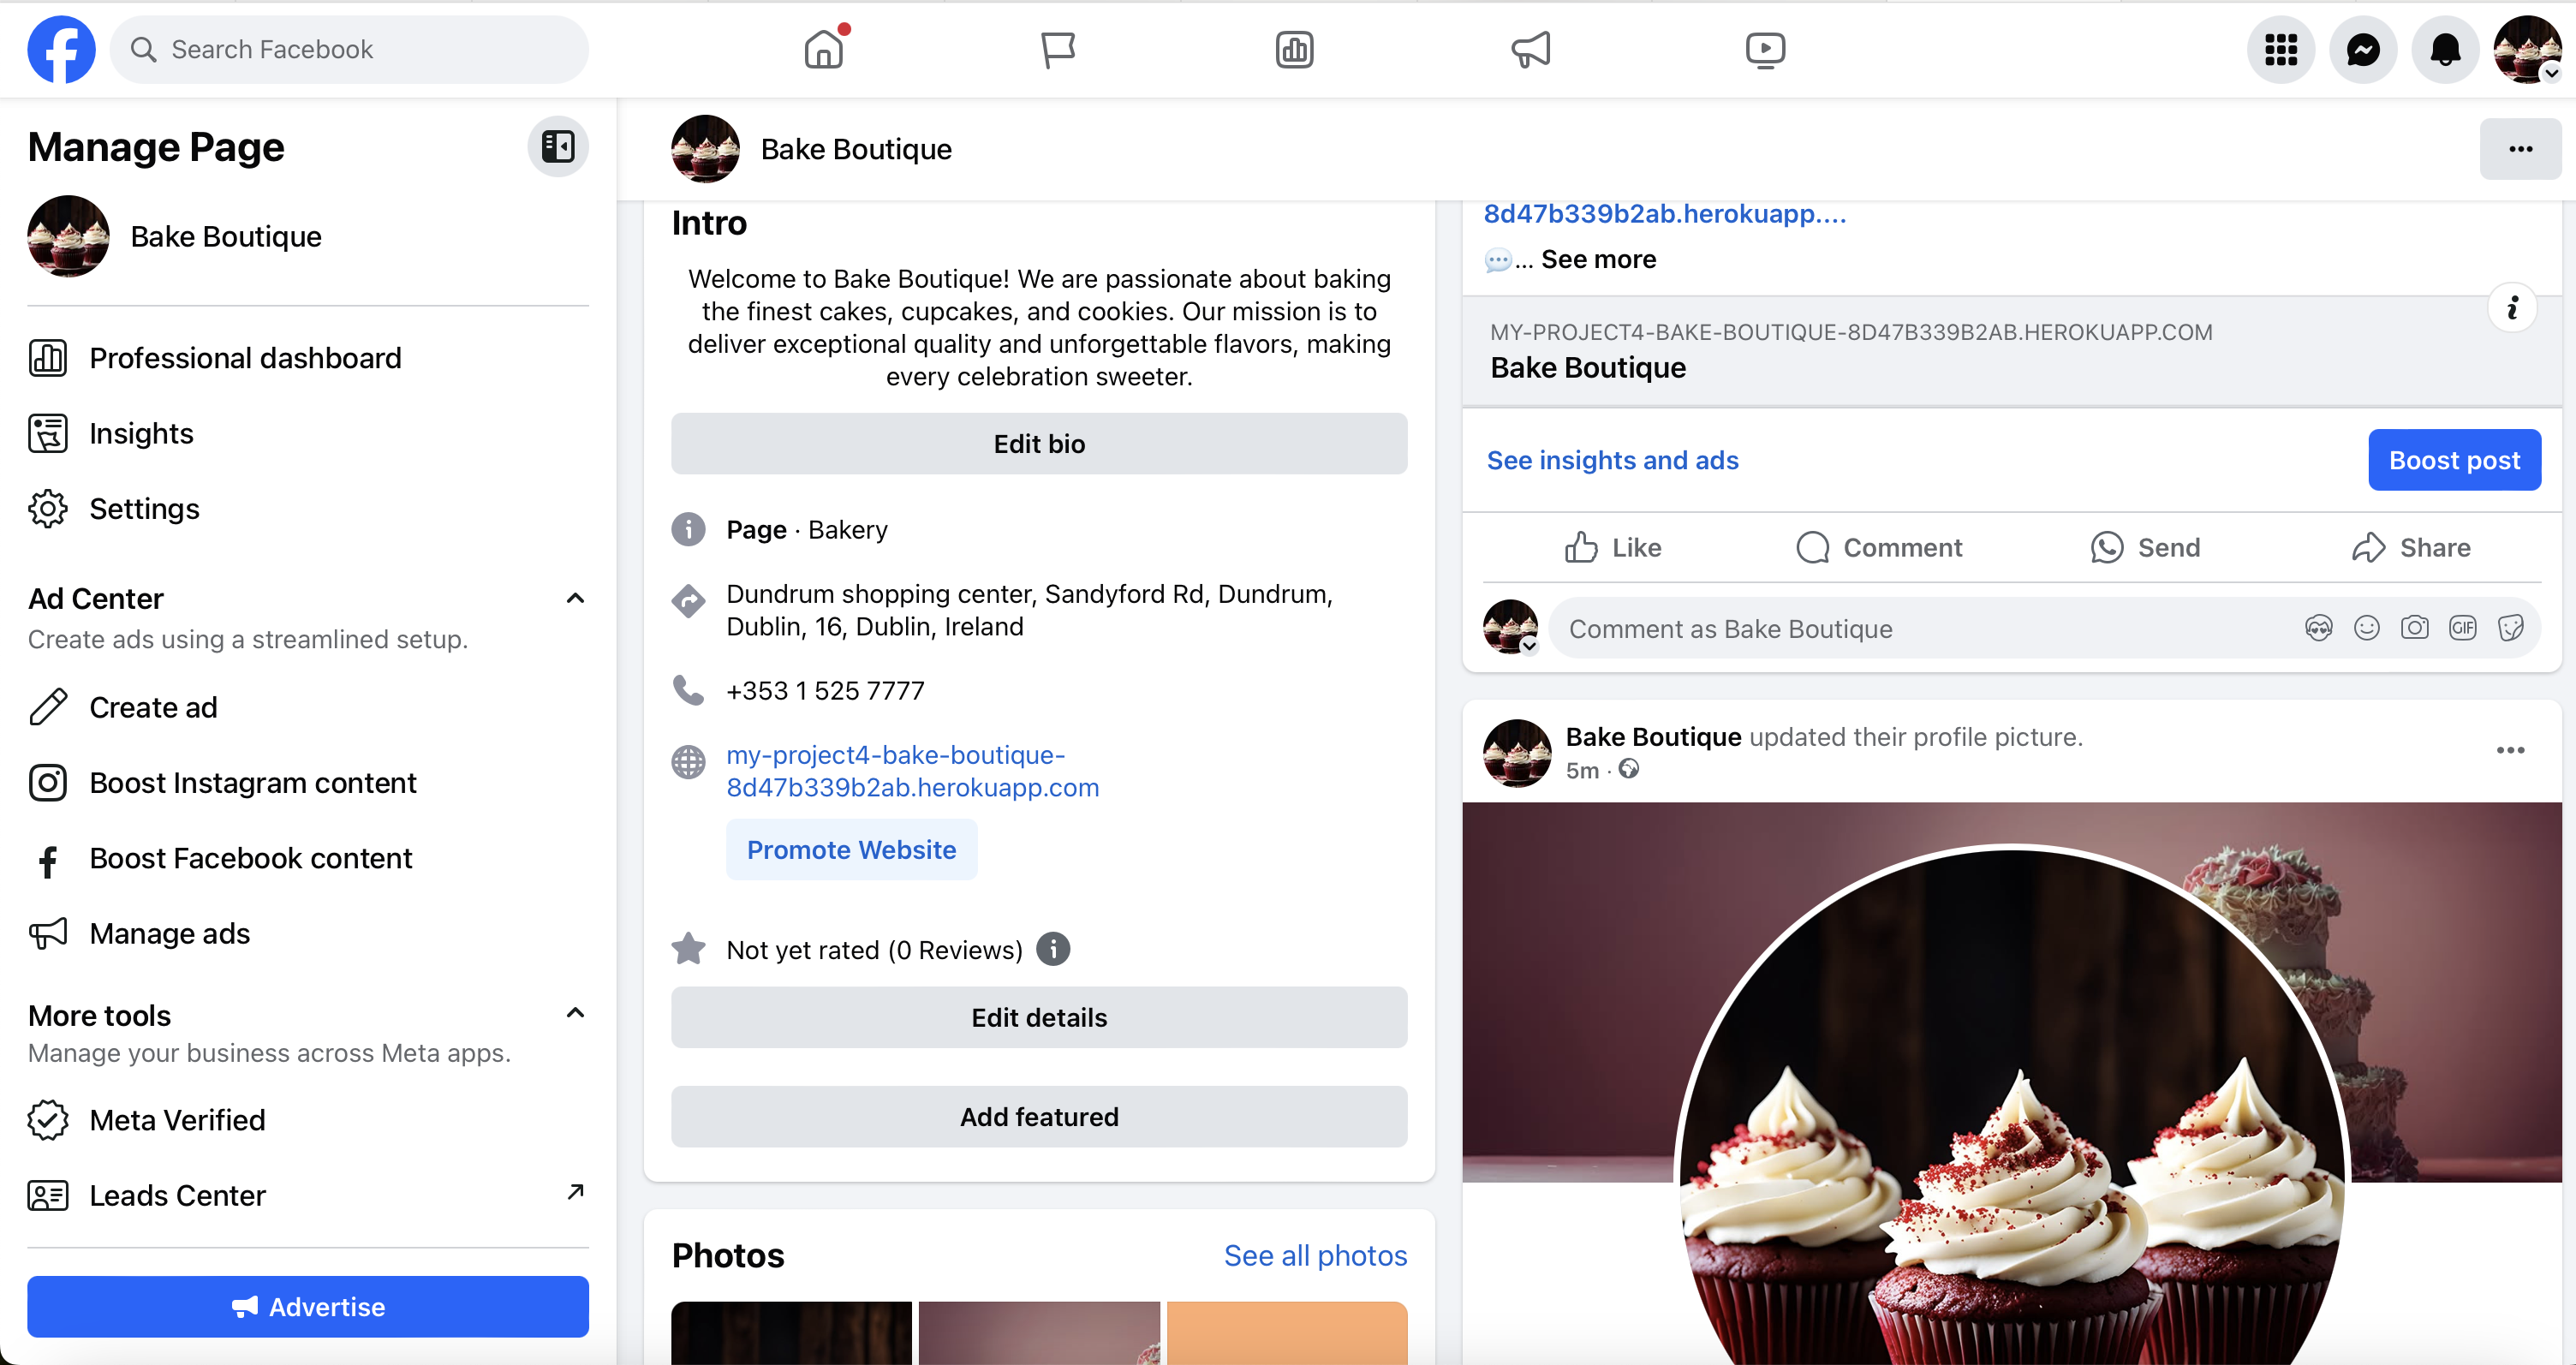 Search Facebook
Manage Page
Bake Boutique
Professional dashboard
Insights
Settings
Ad Center
Create ads using a streamlined setup.
Create ad
Boost Instagram content
Boost Facebook content
Manage ads
More tools
Manage your business across Meta apps.
Meta Verified
Leads Center
Advertise
Bake Boutique
Intro
Welcome to Bake Boutique! We are passionate about baking
the finest cakes, cupcakes, and cookies. Our mission is to
deliver exceptional quality and unforgettable flavors, making
every celebration sweeter.
Edit bio
Page · Bakery
Dundrum shopping center, Sandyford Rd, Dundrum,
Dublin, 16, Dublin, Ireland
+353 1 525 7777
my-project4-bake-boutique-
8d47b339b2ab.herokuapp.com
Promote Website
Not yet rated (0 Reviews)
Edit details
Add featured
Photos
See all photos
8d47b339b2ab.herokuapp....
💬... See more
MY-PROJECT4-BAKE-BOUTIQUE-8D47B339B2AB.HEROKUAPP.COM
Bake Boutique
See insights and ads
Boost post
Like
Comment
Send
Share
Comment as Bake Boutique
GIF
Bake Boutique updated their profile picture.
5m ·